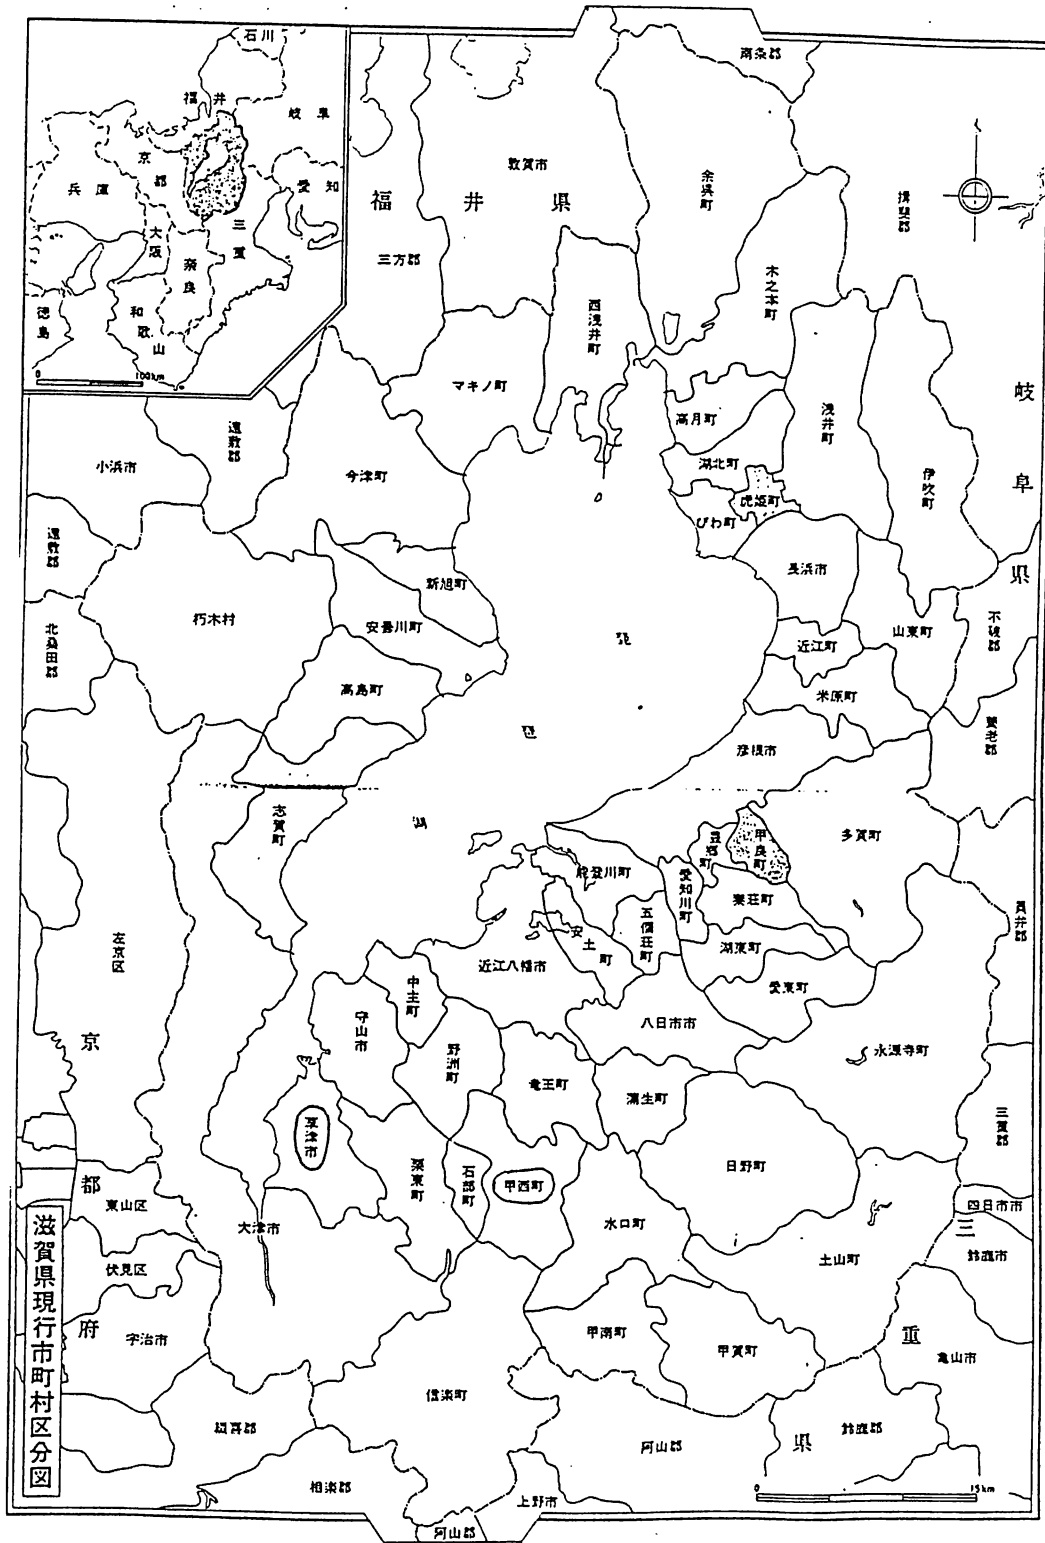 石川
福井
岐阜
京都
兵庫
愛知
大阪
三重
奈良
和歌山
徳島
0
100km
南条郡
敦賀市
余呉町
揖斐郡
福井県
三方郡
木之本町
西浅井町
マキノ町
高月町
浅井町
岐阜県
遠敷郡
小浜市
今津町
湖北町
虎姫町
びわ町
伊吹町
遠敷郡
長浜市
新旭町
朽木村
安曇川町
琵琶湖
近江町
山東町
不破郡
北桑田郡
高島町
米原町
養老郡
彦根市
志賀町
多賀町
甲良町
豊郷町
能登川町
愛知川町
秦荘町
員弁郡
五個荘町
安土町
湖東町
左京区
近江八幡市
愛東町
中主町
守山市
八日市市
永源寺町
京都府
野洲町
竜王町
蒲生町
草津市
三重郡
栗東町
石部町
甲西町
日野町
東山区
大津市
水口町
四日市市
三重県
鈴鹿市
伏見区
土山町
宇治市
甲南町
甲賀町
亀山市
信楽町
綴喜郡
阿山郡
鈴鹿郡
相楽郡
上野市
阿山郡
0
15km
滋賀県現行市町村区分図